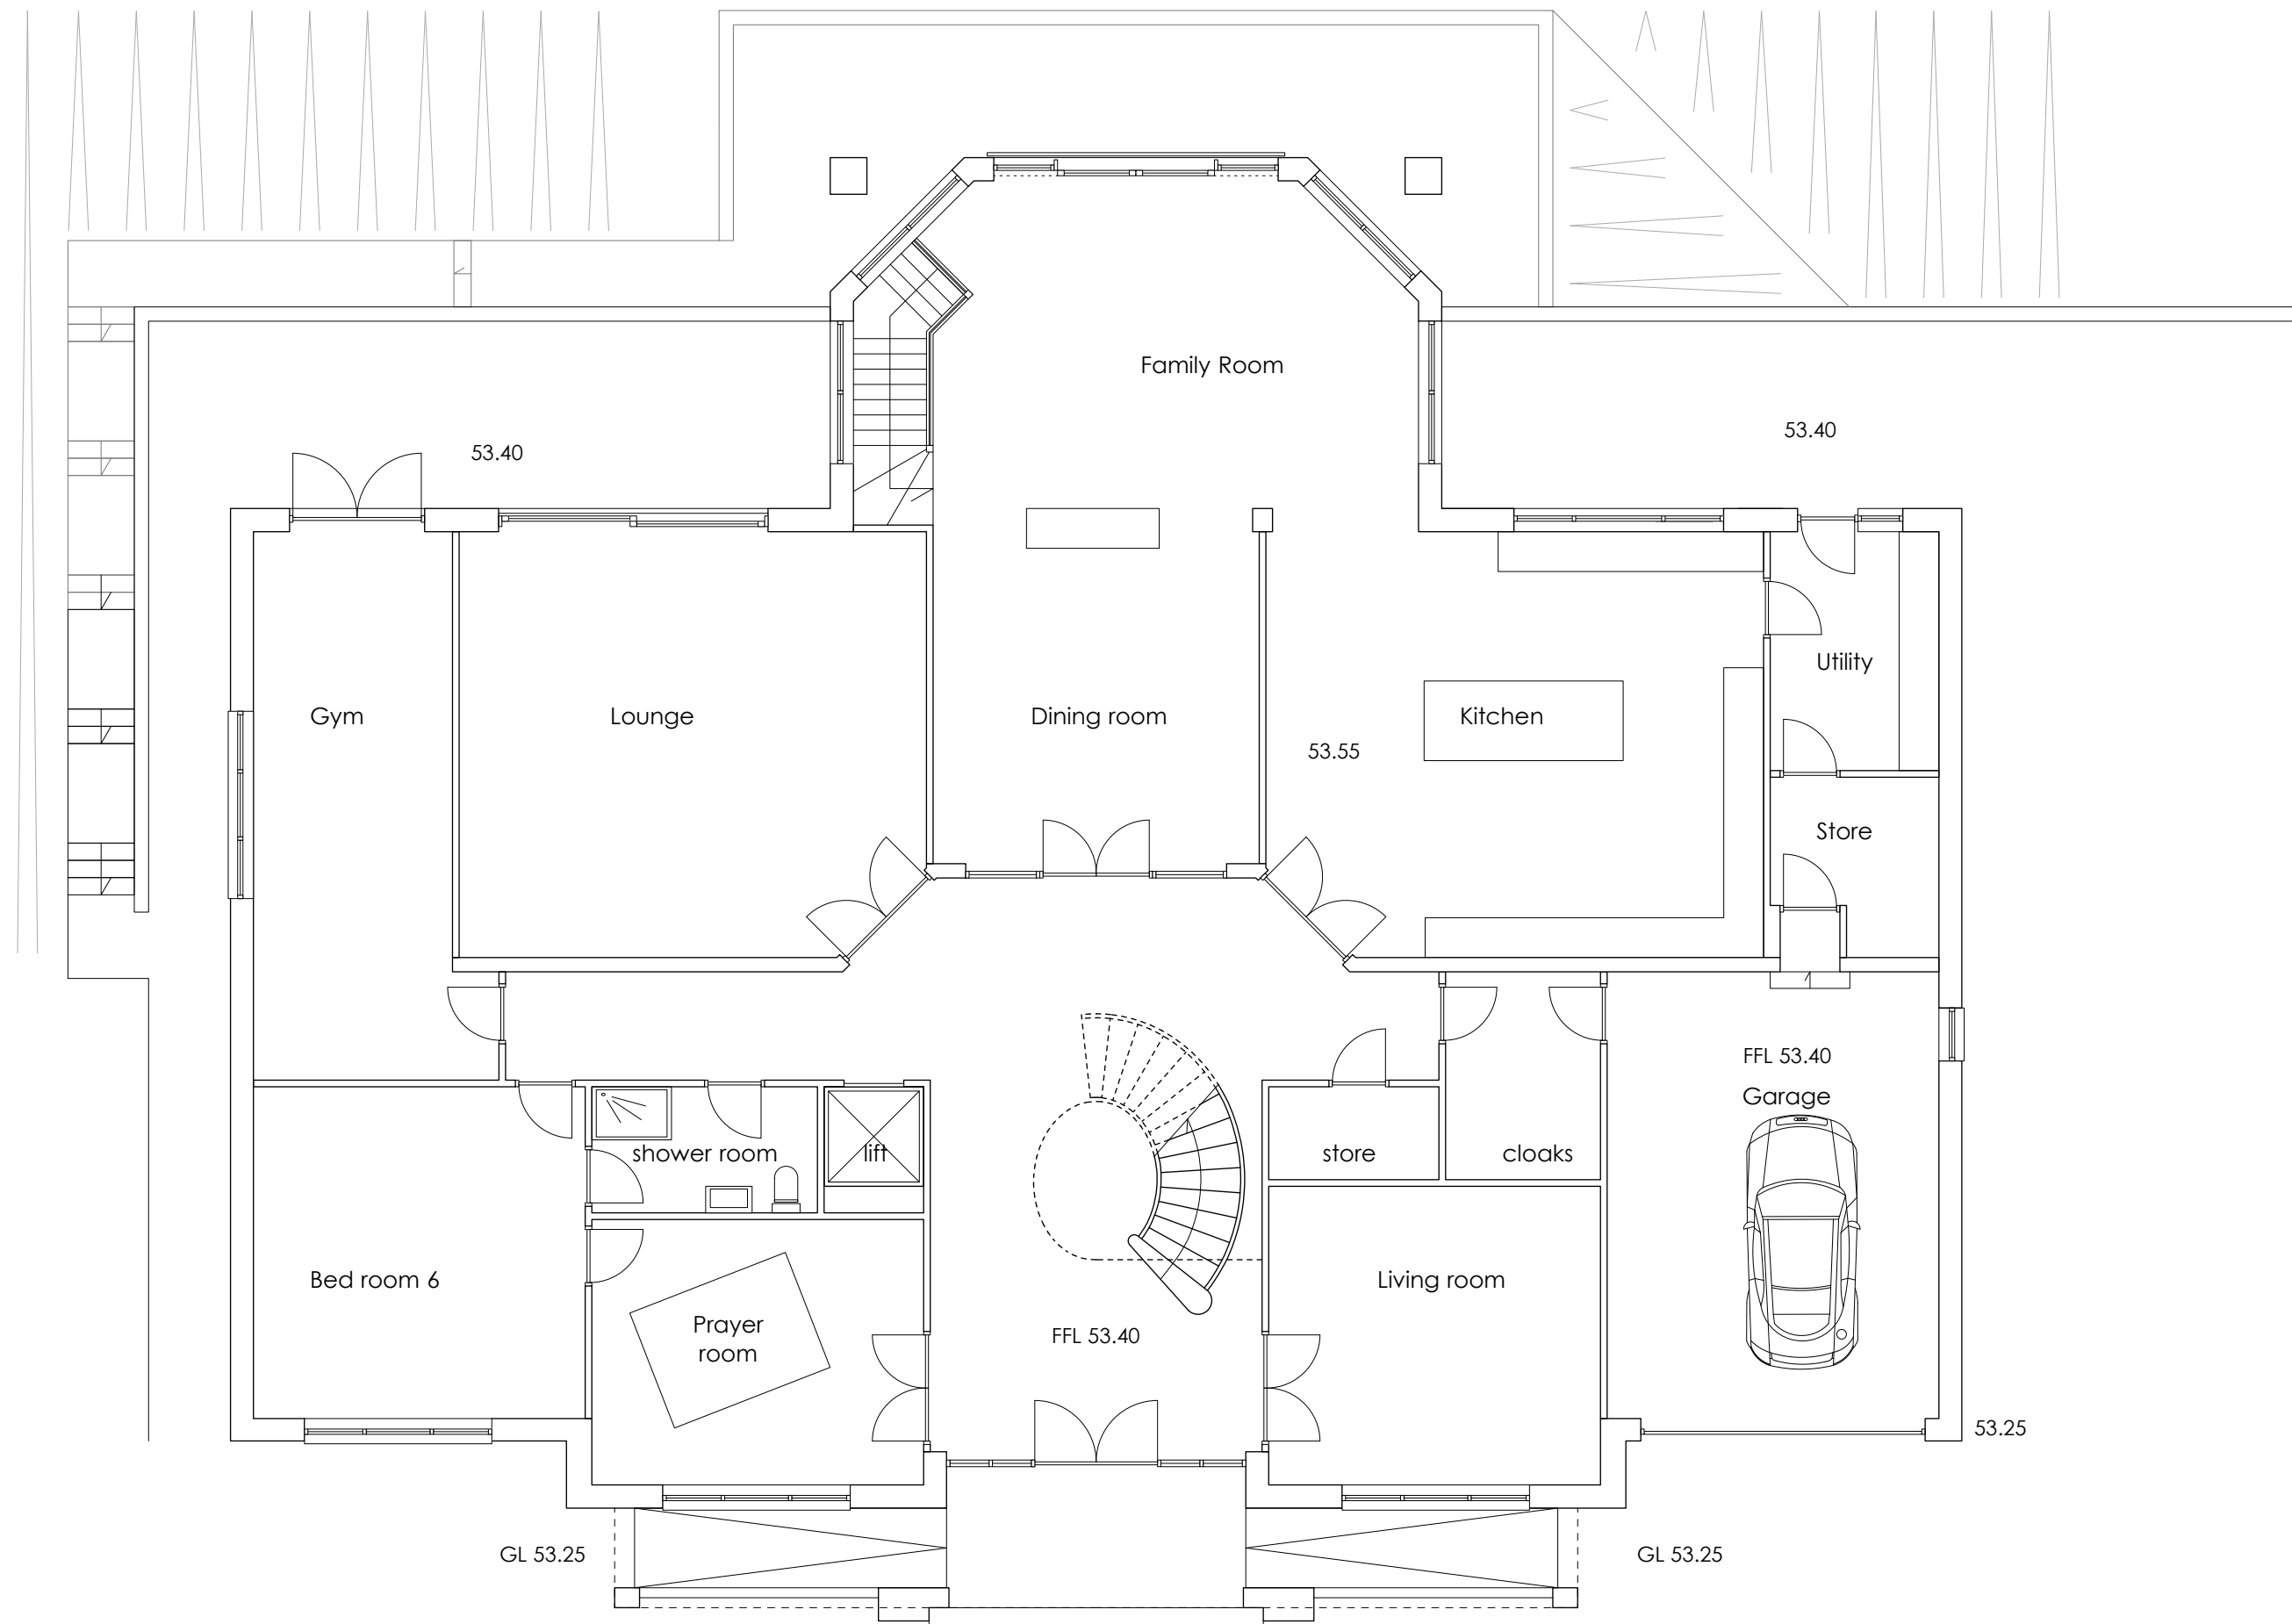 Family Room
53.40
53.40
Utility
Gym
Lounge
Dining room
Kitchen
53.55
Store
FFL 53.40
Garage
shower room
lift
store
cloaks
Bed room 6
Living room
Prayer
room
FFL 53.40
53.25
GL 53.25
GL 53.25